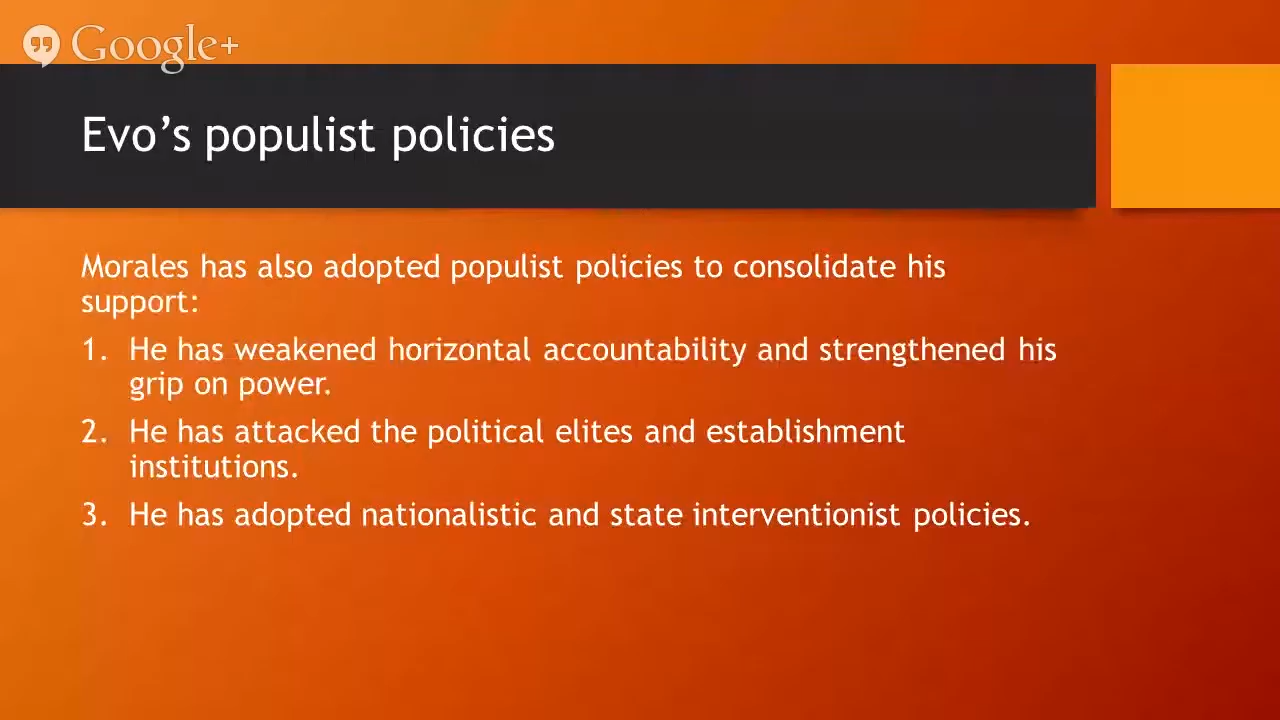 Google+
Evo’s populist policies
Morales has also adopted populist policies to consolidate his
support:
1. He has weakened horizontal accountability and strengthened his
grip on power.
2. He has attacked the political elites and establishment
institutions.
3. He has adopted nationalistic and state interventionist policies.